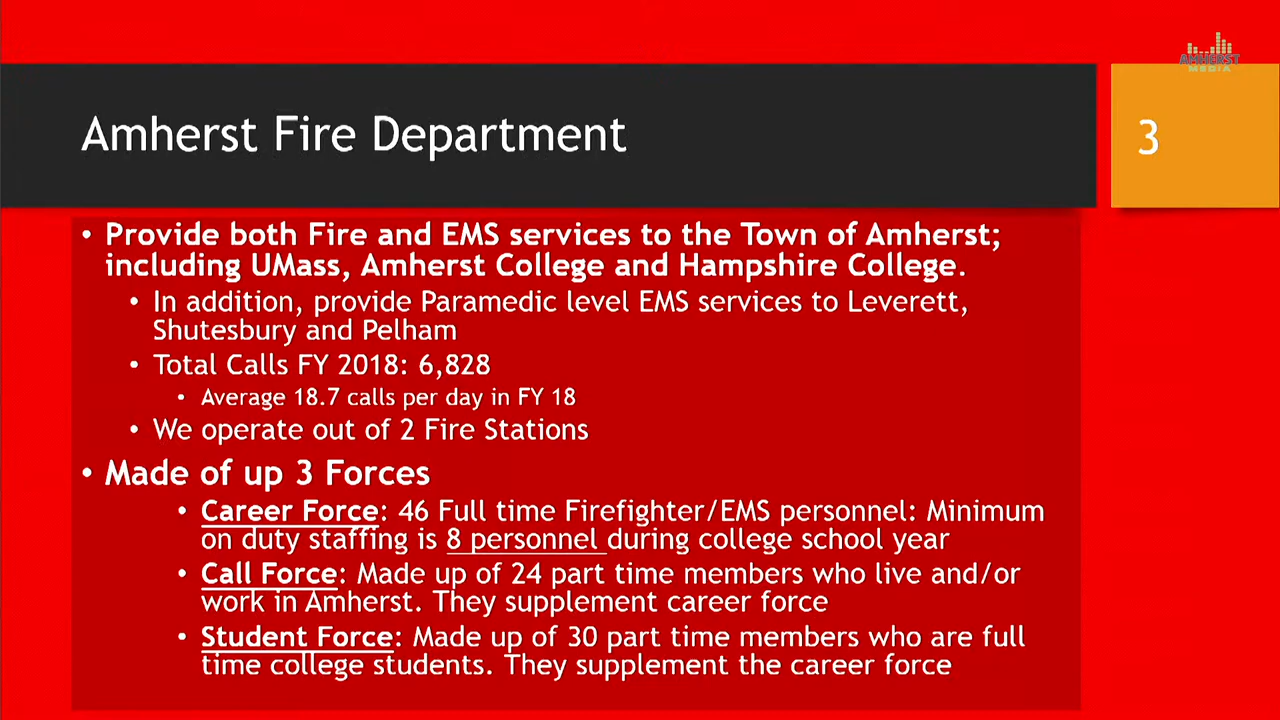 AMHERST
MEDIA
Amherst Fire Department
3
• Provide both Fire and EMS services to the Town of Amherst;
including UMass, Amherst College and Hampshire College.
• In addition, provide Paramedic level EMS services to Leverett,
Shutesbury and Pelham
• Total Calls FY 2018: 6,828
• Average 18.7 calls per day in FY 18
• We operate out of 2 Fire Stations
• Made of up 3 Forces
• Career Force: 46 Full time Firefighter/EMS personnel: Minimum
on duty staffing is 8 personnel during college school year
• Call Force: Made up of 24 part time members who live and/or
work in Amherst. They supplement career force
• Student Force: Made up of 30 part time members who are full
time college students. They supplement the career force